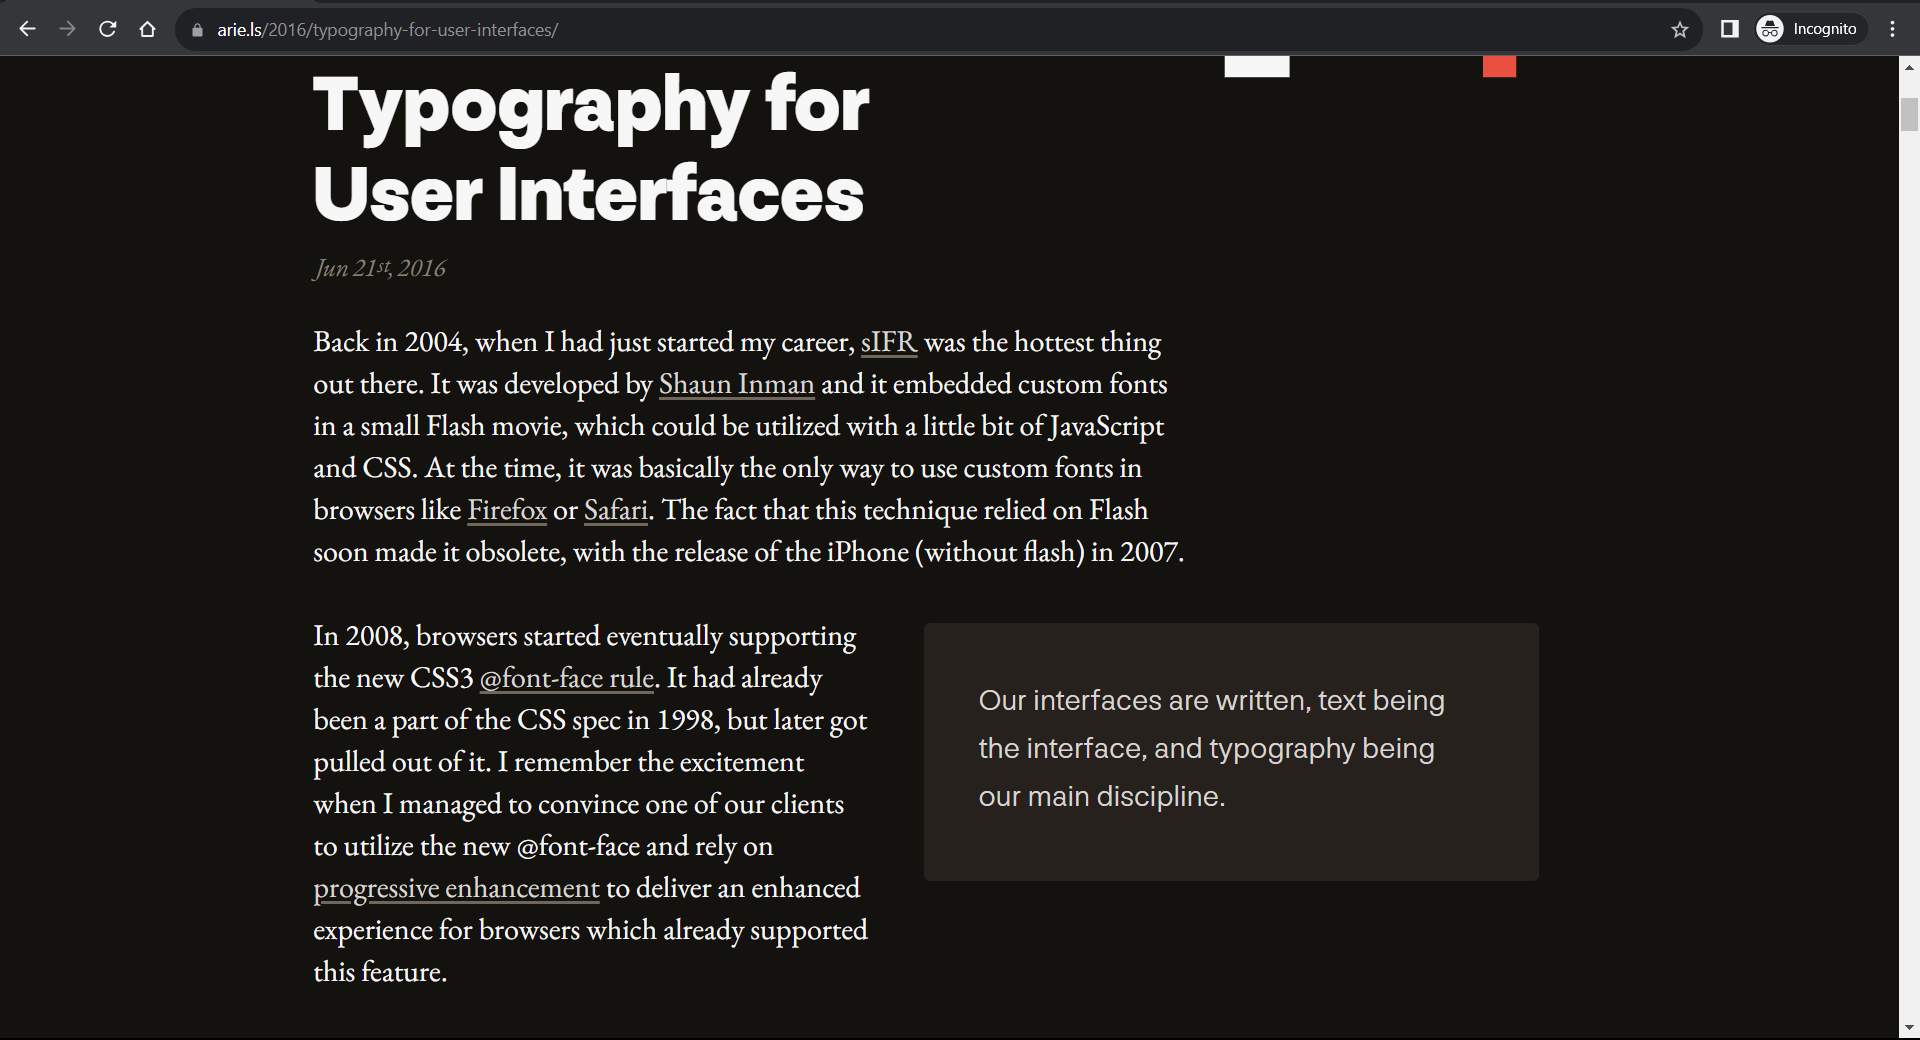 arie.ls/2016/typography-for-user-interfaces/
Incognito
Typography for
User Interfaces
Jun 21st, 2016
Back in 2004, when I had just started my career, sIFR was the hottest thing
out there. It was developed by Shaun Inman and it embedded custom fonts
in a small Flash movie, which could be utilized with a little bit of JavaScript
and CSS. At the time, it was basically the only way to use custom fonts in
browsers like Firefox or Safari. The fact that this technique relied on Flash
soon made it obsolete, with the release of the iPhone (without flash) in 2007.
In 2008, browsers started eventually supporting
the new CSS3 @font-face rule. It had already
been a part of the CSS spec in 1998, but later got
pulled out of it. I remember the excitement
when I managed to convince one of our clients
to utilize the new @font-face and rely on
progressive enhancement to deliver an enhanced
experience for browsers which already supported
this feature.
Our interfaces are written, text being
the interface, and typography being
our main discipline.